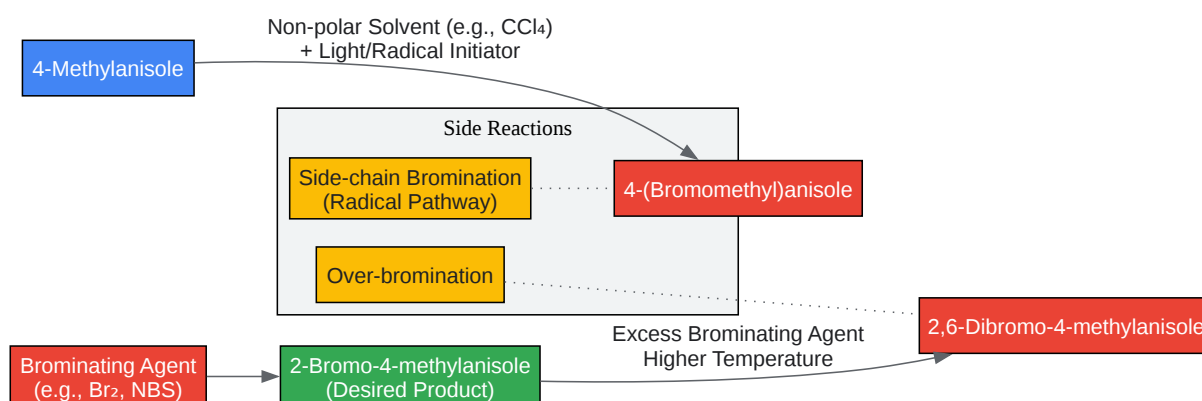 Non-polar Solvent (e.g., CCl₄)
+ Light/Radical Initiator
4-Methylanisole
Side Reactions
Side-chain Bromination
(Radical Pathway)
4-(Bromomethyl)anisole
Over-bromination
2,6-Dibromo-4-methylanisole
Excess Brominating Agent
Higher Temperature
Brominating Agent
(e.g., Br₂, NBS)
2-Bromo-4-methylanisole
(Desired Product)